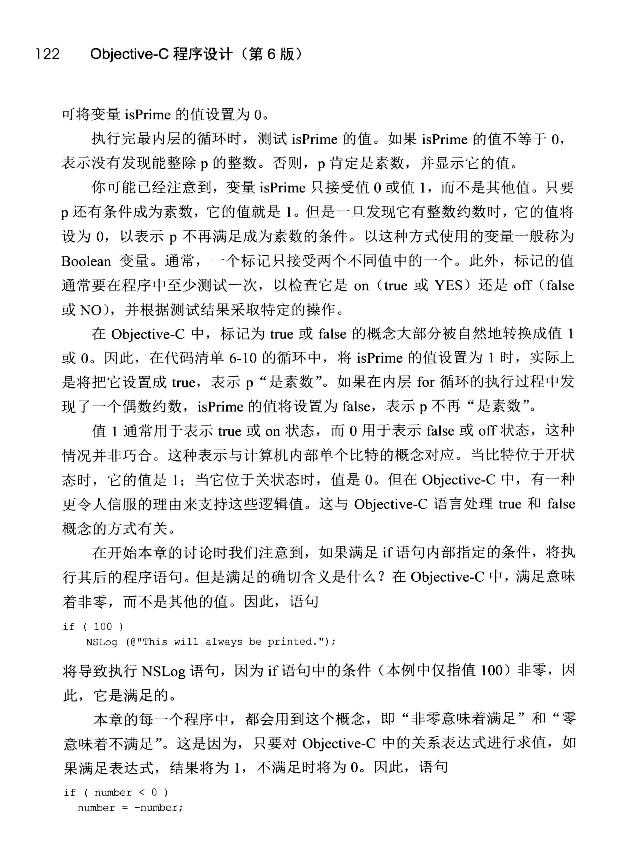 122 Objective-C 程序设计（第 6 版）
可将变量 isPrime 的值设置为 0。
执行完最内层的循环时，测试 isPrime 的值。如果 isPrime 的值不等于 0，
表示没有发现能整除 p 的整数。否则，p 肯定是素数，并显示它的值。
你可能已经注意到，变量 isPrime 只接受值 0 或值 1，而不是其他值。只要
p 还有条件成为素数，它的值就是 1。但是一旦发现它有整数约数时，它的值将
设为 0，以表示 p 不再满足成为素数的条件。以这种方式使用的变量一般称为
Boolean 变量。通常，一个标记只接受两个不同值中的一个。此外，标记的值
通常要在程序中至少测试一次，以检查它是 on（true 或 YES）还是 off（false
或 NO），并根据测试结果采取特定的操作。
在 Objective-C 中，标记为 true 或 false 的概念大部分被自然地转换成值 1
或 0。因此，在代码清单 6-10 的循环中，将 isPrime 的值设置为 1 时，实际上
是将把它设置成 true，表示 p“是素数”。如果在内层 for 循环的执行过程中发
现了一个偶数约数，isPrime 的值将设置为 false，表示 p 不再“是素数”。
值 1 通常用于表示 true 或 on 状态，而 0 用于表示 false 或 off 状态，这种
情况并非巧合。这种表示与计算机内部单个比特的概念对应。当比特位于开状
态时，它的值是 1；当它位于关状态时，值是 0。但在 Objective-C 中，有一种
更令人信服的理由来支持这些逻辑值。这与 Objective-C 语言处理 true 和 false
概念的方式有关。
在开始本章的讨论时我们注意到，如果满足 if 语句内部指定的条件，将执
行其后的程序语句。但是满足的确切含义是什么？在 Objective-C 中，满足意味
着非零，而不是其他的值。因此，语句
if ( 100 )
NSLog (@"This will always be printed.");
将导致执行 NSLog 语句，因为 if 语句中的条件（本例中仅指值 100）非零，因
此，它是满足的。
本章的每一个程序中，都会用到这个概念，即“非零意味着满足”和“零
意味着不满足”。这是因为，只要对 Objective-C 中的关系表达式进行求值，如
果满足表达式，结果将为 1，不满足时将为 0。因此，语句
if ( number < 0 )
number = -number;